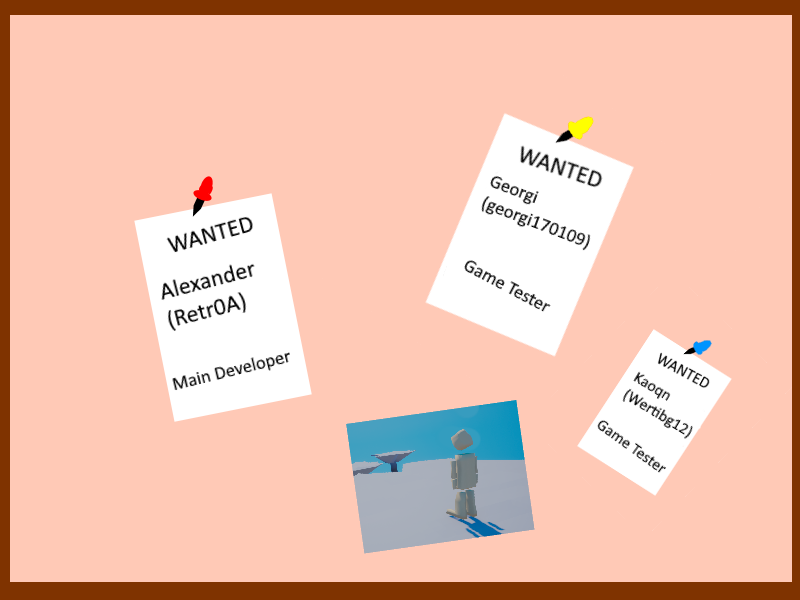 WANTED
Alexander
(Retr0A)
Main Developer
WANTED
Georgi
(georgi170109)
Game Tester
WANTED
Kaoqn
(Wertibg12)
Game Tester